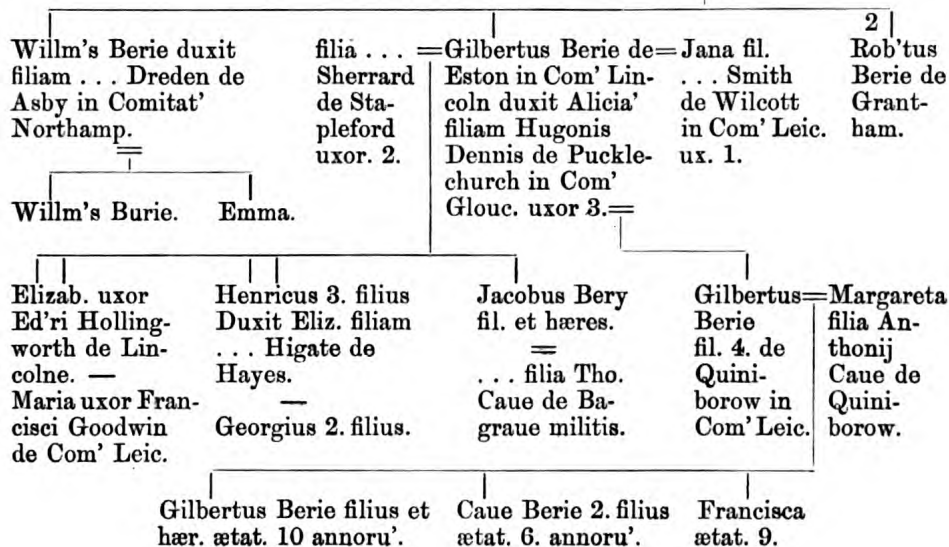 2
Willm's Berie duxit
filiam . . . Dreden de
Asby in Comitat'
Northamp.
=
filia . . .
Sherrard
de Sta-
pleford
uxor. 2.
=Gilbertus Berie de=
Eston in Com' Lin-
coln duxit Alicia'
filiam Hugonis
Dennis de Puckle-
church in Com'
Glouc. uxor 3.=
Jana fil.
. . . Smith
de Wilcott
in Com' Leic.
ux. 1.
Rob'tus
Berie de
Grant-
ham.
Willm's Burie.
Emma.
Elizab. uxor
Ed'ri Holling-
worth de Lin-
colne. —
Maria uxor Fran-
cisci Goodwin
de Com' Leic.
Henricus 3. filius
Duxit Eliz. filiam
. . . Higate de
Hayes.
—
Georgius 2. filius.
Jacobus Bery
fil. et hæres.
=
. . . filia Tho.
Caue de Ba-
graue militis.
Gilbertus=
Berie
fil. 4. de
Quini-
borow in
Com' Leic.
Margareta
filia An-
thonij
Caue de
Quini-
borow.
Gilbertus Berie filius et
hær. ætat. 10 annoru'.
Caue Berie 2. filius
ætat. 6. annoru'.
Francisca
ætat. 9.